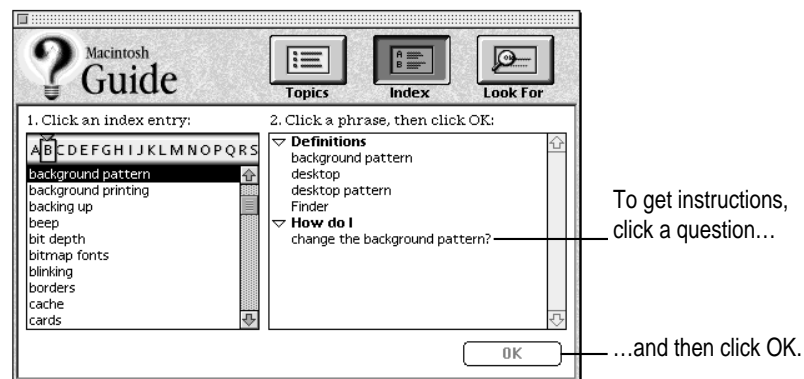 Macintosh
Guide
Topics
Index
Look For
1. Click an index entry:
ABCDEFGHIJKLMNOPQRS
background pattern
background printing
backing up
beep
bit depth
bitmap fonts
blinking
borders
cache
cards
2. Click a phrase, then click OK:
Definitions
background pattern
desktop
desktop pattern
Finder
How do I
change the background pattern?
OK
To get instructions,
click a question…
…and then click OK.